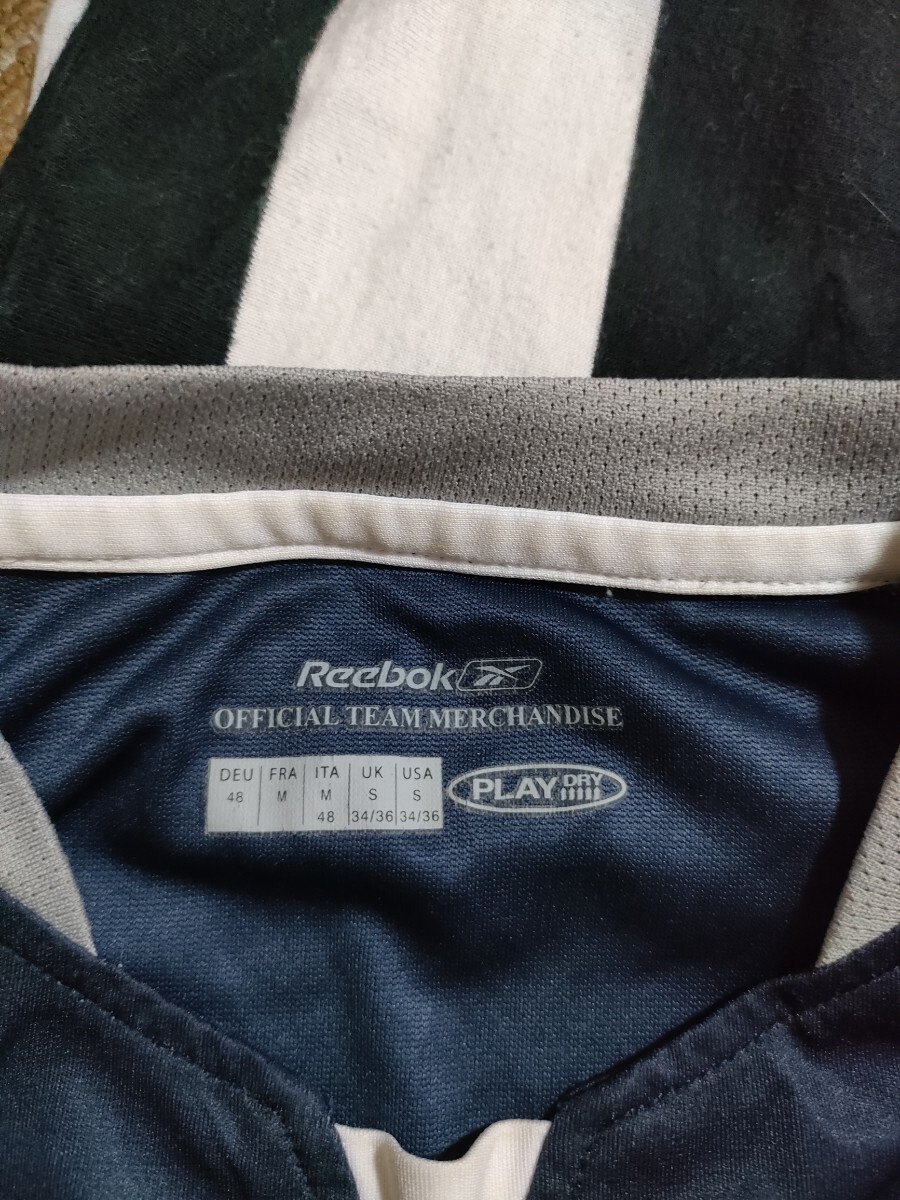 Reebok
OFFICIAL TEAM MERCHANDISE
DEU FRA ITA UK USA
48 M M S S
48 34/36 34/36
PLAY DRY